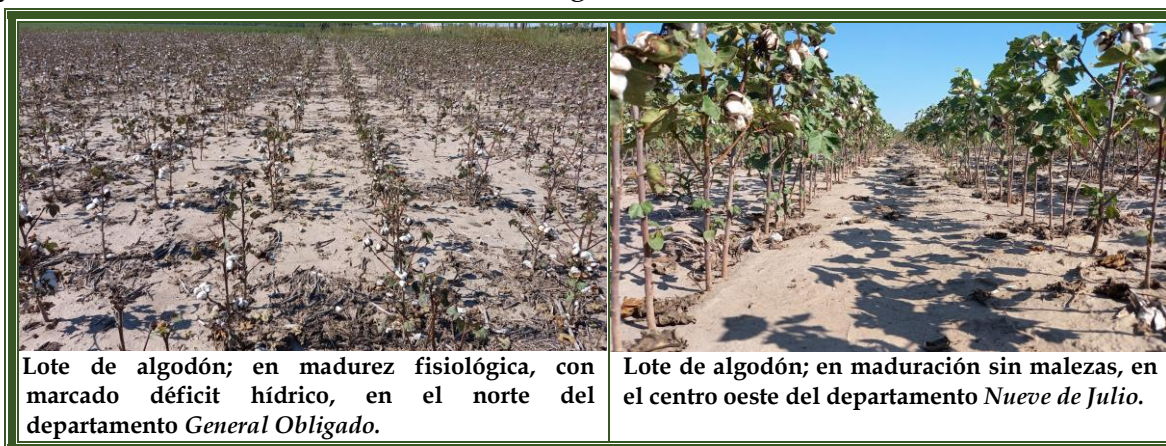 Lote de algodón; en madurez fisiológica, con
marcado déficit hídrico, en el norte del
departamento General Obligado.
Lote de algodón; en maduración sin malezas, en
el centro oeste del departamento Nueve de Julio.